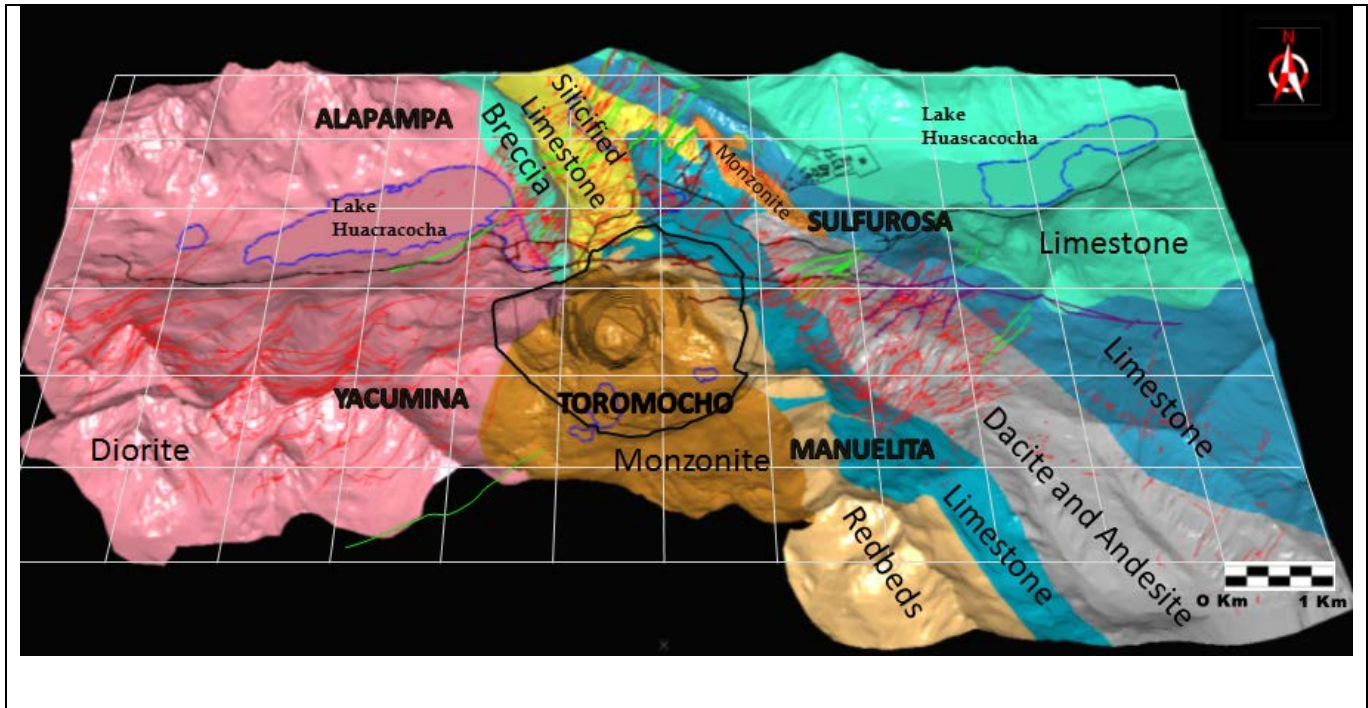 N
ALAPAMPA
Breccia
Silicified
Limestone
Monzonite
Lake
Huascacocha
Lake
Huacracocha
SULFUROSA
Limestone
Limestone
YACUMINA
TOROMOCHO
Diorite
Monzonite
MANUELITA
Redbeds
Limestone
Dacite and Andesite
0 Km 1 Km
x